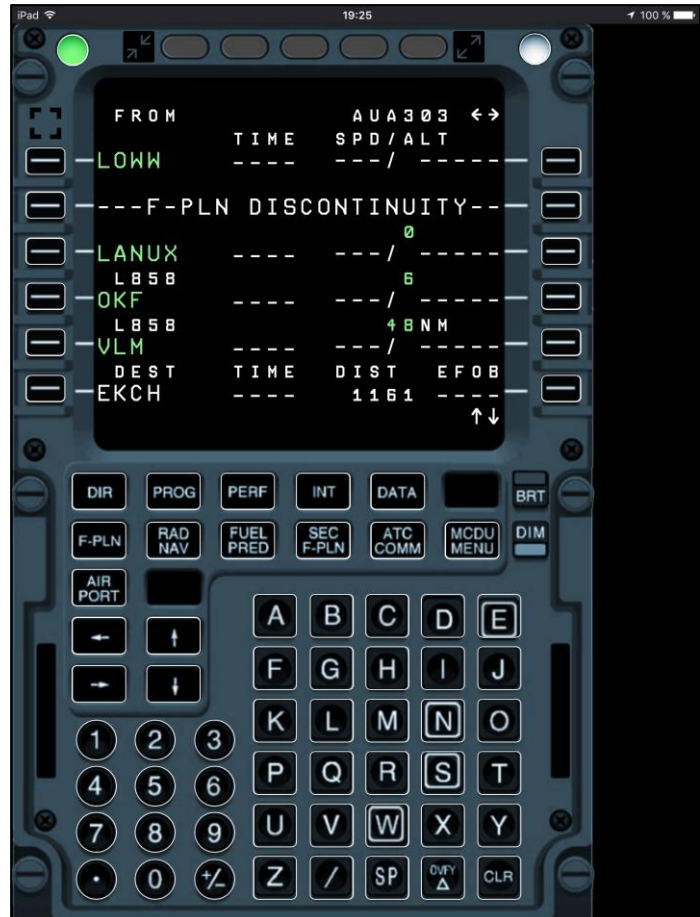 iPad 19:25 100 %
FROM AUA303 ←→
TIME SPD/ALT
LOWW ---- ---/ -----
---F-PLN DISCONTINUITY--
0
LANUX ---- ---/ -----
L858 6
OKF ---- ---/ -----
L858 48NM
VLM ---- ---/ -----
DEST TIME DIST EFOB
EKCH ---- 1161 ----
↑↓
DIR PROG PERF INT DATA BRT
F-PLN RAD NAV FUEL PRED SEC F-PLN ATC COMM MCDU MENU DIM
AIR PORT
← ↑
→ ↓
A B C D E
F G H I J
K L M N O
P Q R S T
U V W X Y
Z / SP OVFY Δ CLR
1 2 3
4 5 6
7 8 9
. 0 +/-